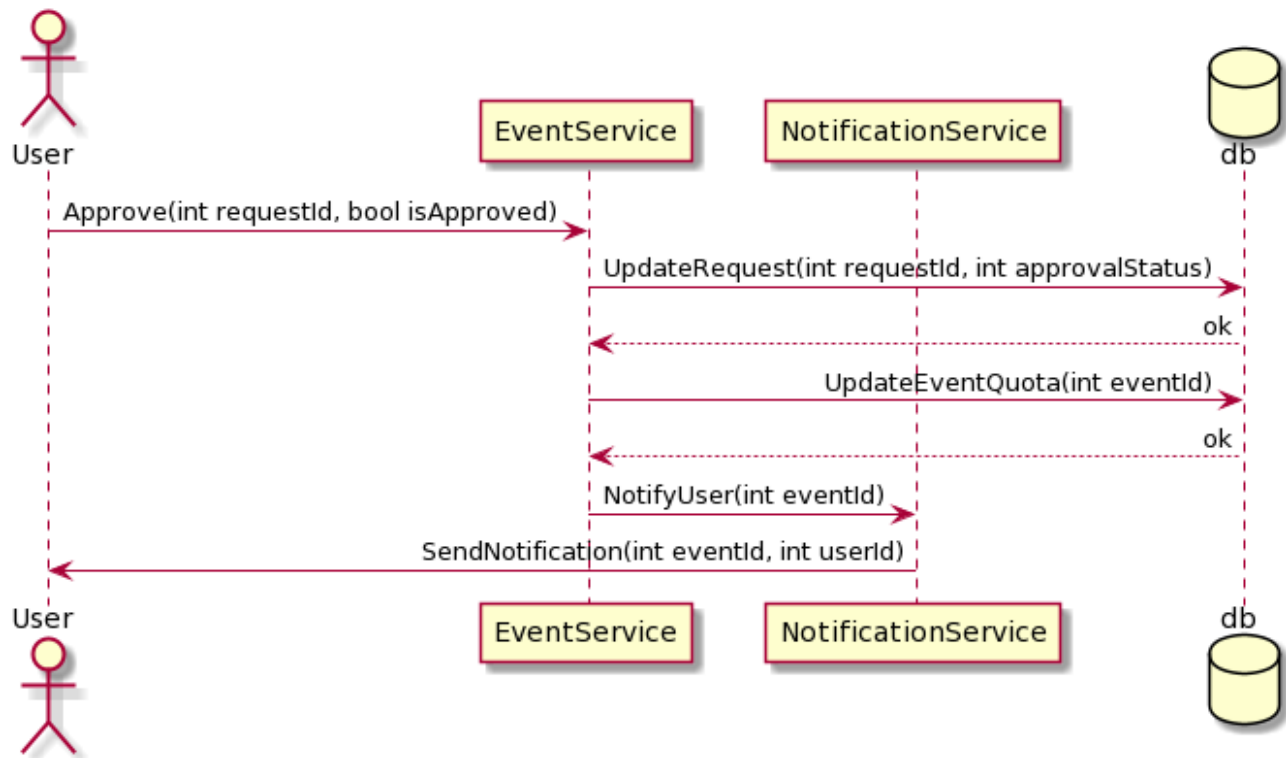 User
EventService
NotificationService
db
Approve(int requestId, bool isApproved)
UpdateRequest(int requestId, int approvalStatus)
ok
UpdateEventQuota(int eventId)
ok
NotifyUser(int eventId)
SendNotification(int eventId, int userId)
User
EventService
NotificationService
db